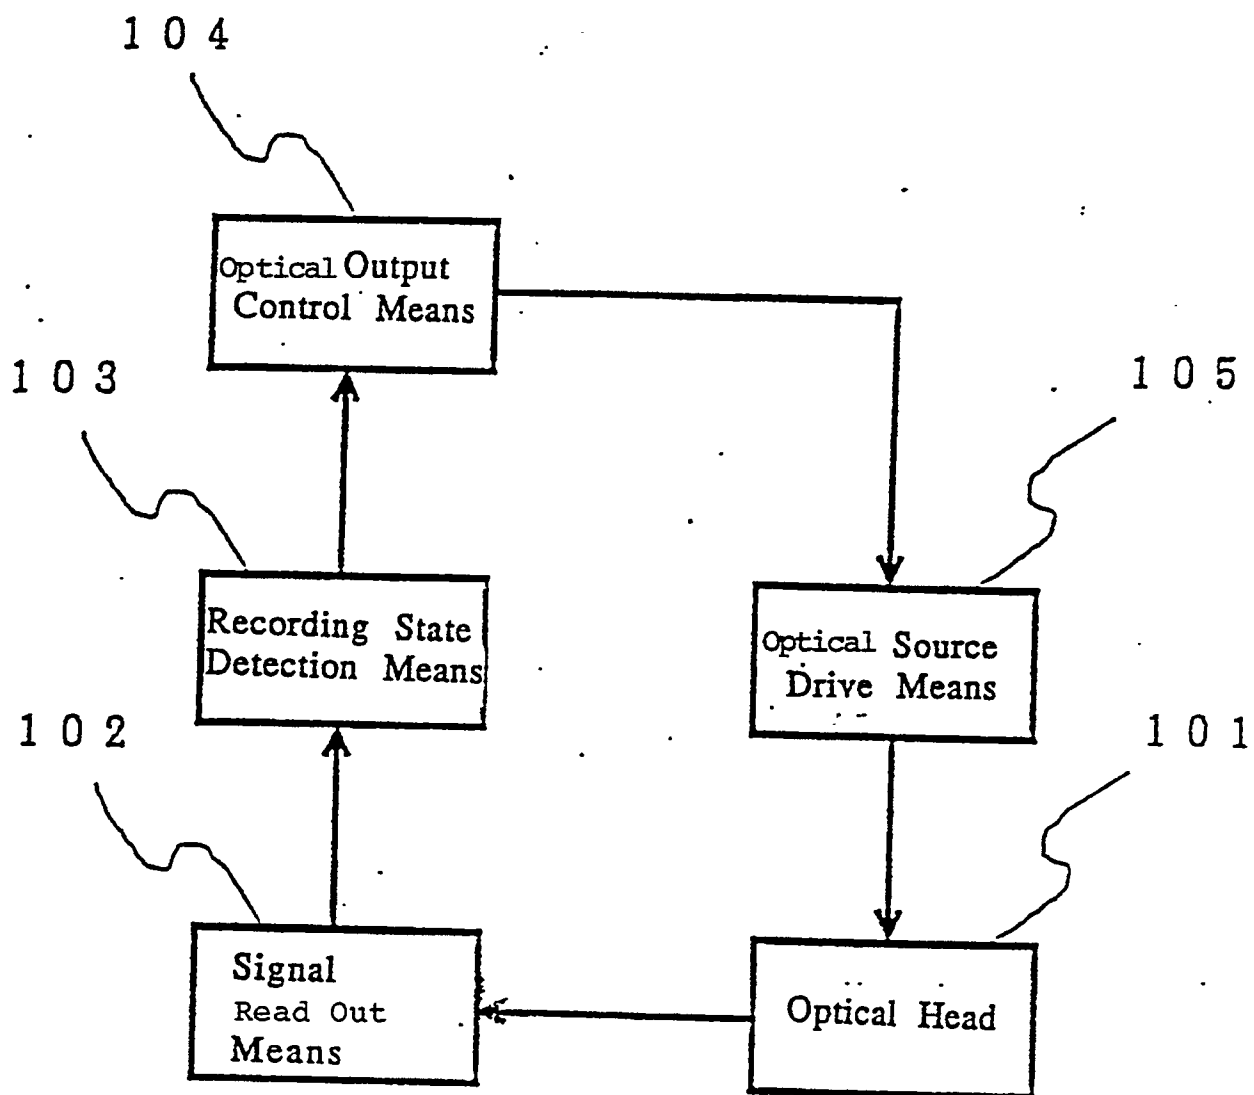 1 0 4
Optical Output
Control Means
1 0 3
1 0 5
Recording State
Detection Means
Optical Source
Drive Means
1 0 2
1 0 1
Signal
Read Out
Means
Optical Head